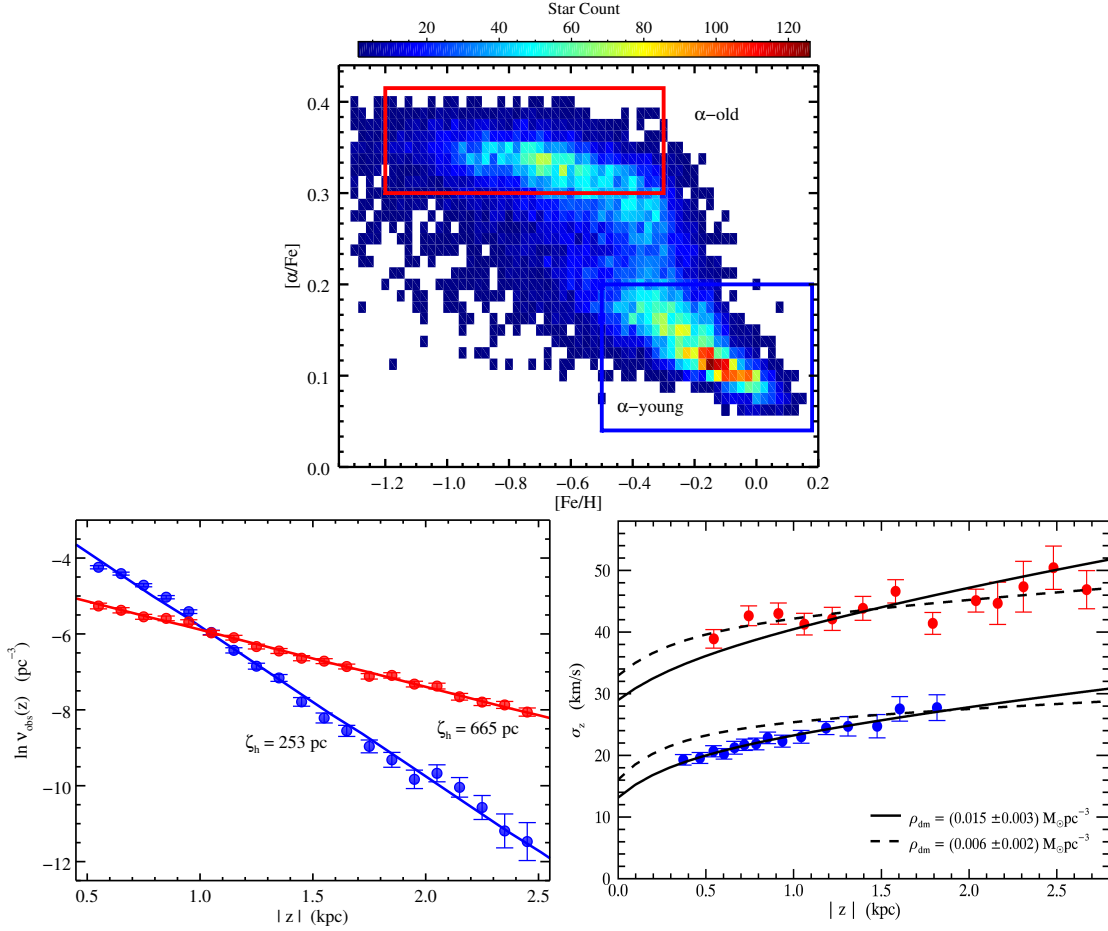 Star Count
20 40 60 80 100 120
0.4
0.3
0.2
0.1
0.0
[α/Fe]
α−old
α−young
−1.2 −1.0 −0.8 −0.6 −0.4 −0.2 0.0 0.2
[Fe/H]
−4
−6
−8
−10
−12
ln ν_obs(z) (pc⁻³)
ζ_h = 253 pc
ζ_h = 665 pc
0.5 1.0 1.5 2.0 2.5
| z | (kpc)
50
40
30
20
10
0
σ_z (km/s)
ρ_dm = (0.015 ±0.003) M_⊙pc⁻³
ρ_dm = (0.006 ±0.002) M_⊙pc⁻³
0.0 0.5 1.0 1.5 2.0 2.5
| z | (kpc)